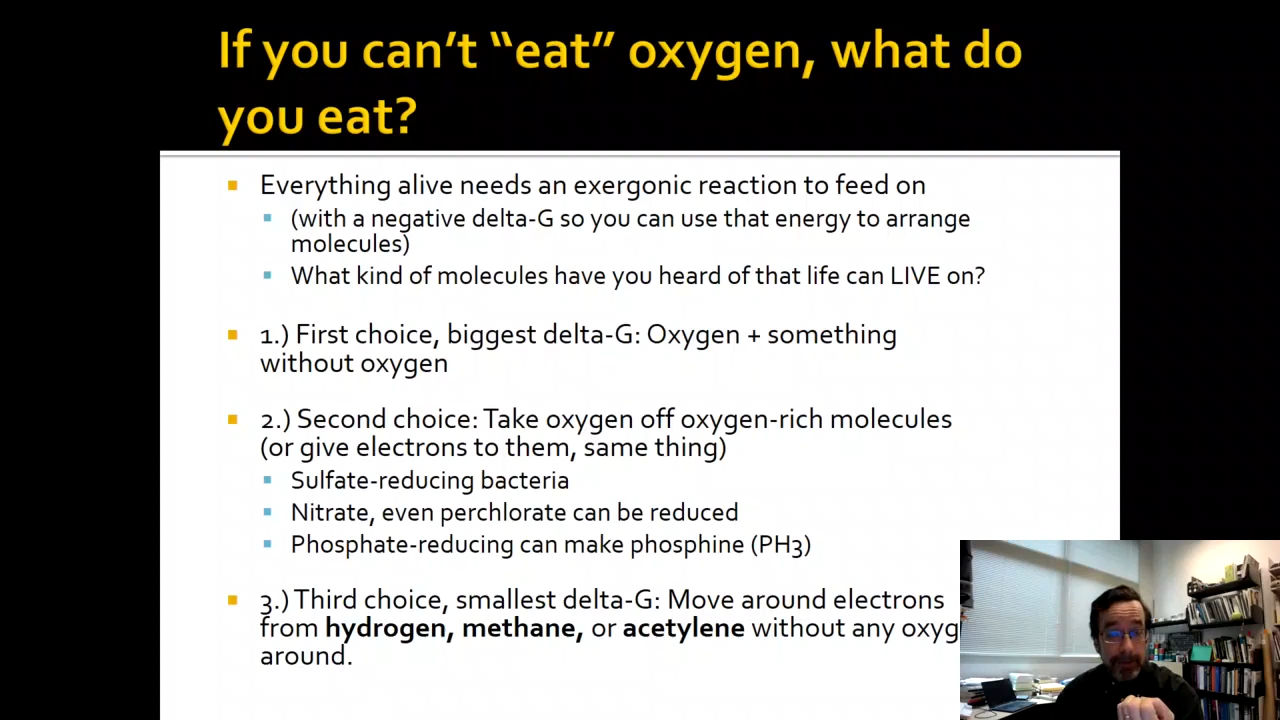 If you can't “eat” oxygen, what do
you eat?
Everything alive needs an exergonic reaction to feed on
(with a negative delta-G so you can use that energy to arrange
molecules)
What kind of molecules have you heard of that life can LIVE on?
1.) First choice, biggest delta-G: Oxygen + something
without oxygen
2.) Second choice: Take oxygen off oxygen-rich molecules
(or give electrons to them, same thing)
Sulfate-reducing bacteria
Nitrate, even perchlorate can be reduced
Phosphate-reducing can make phosphine (PH3)
3.) Third choice, smallest delta-G: Move around electrons
from hydrogen, methane, or acetylene without any oxyg
around.